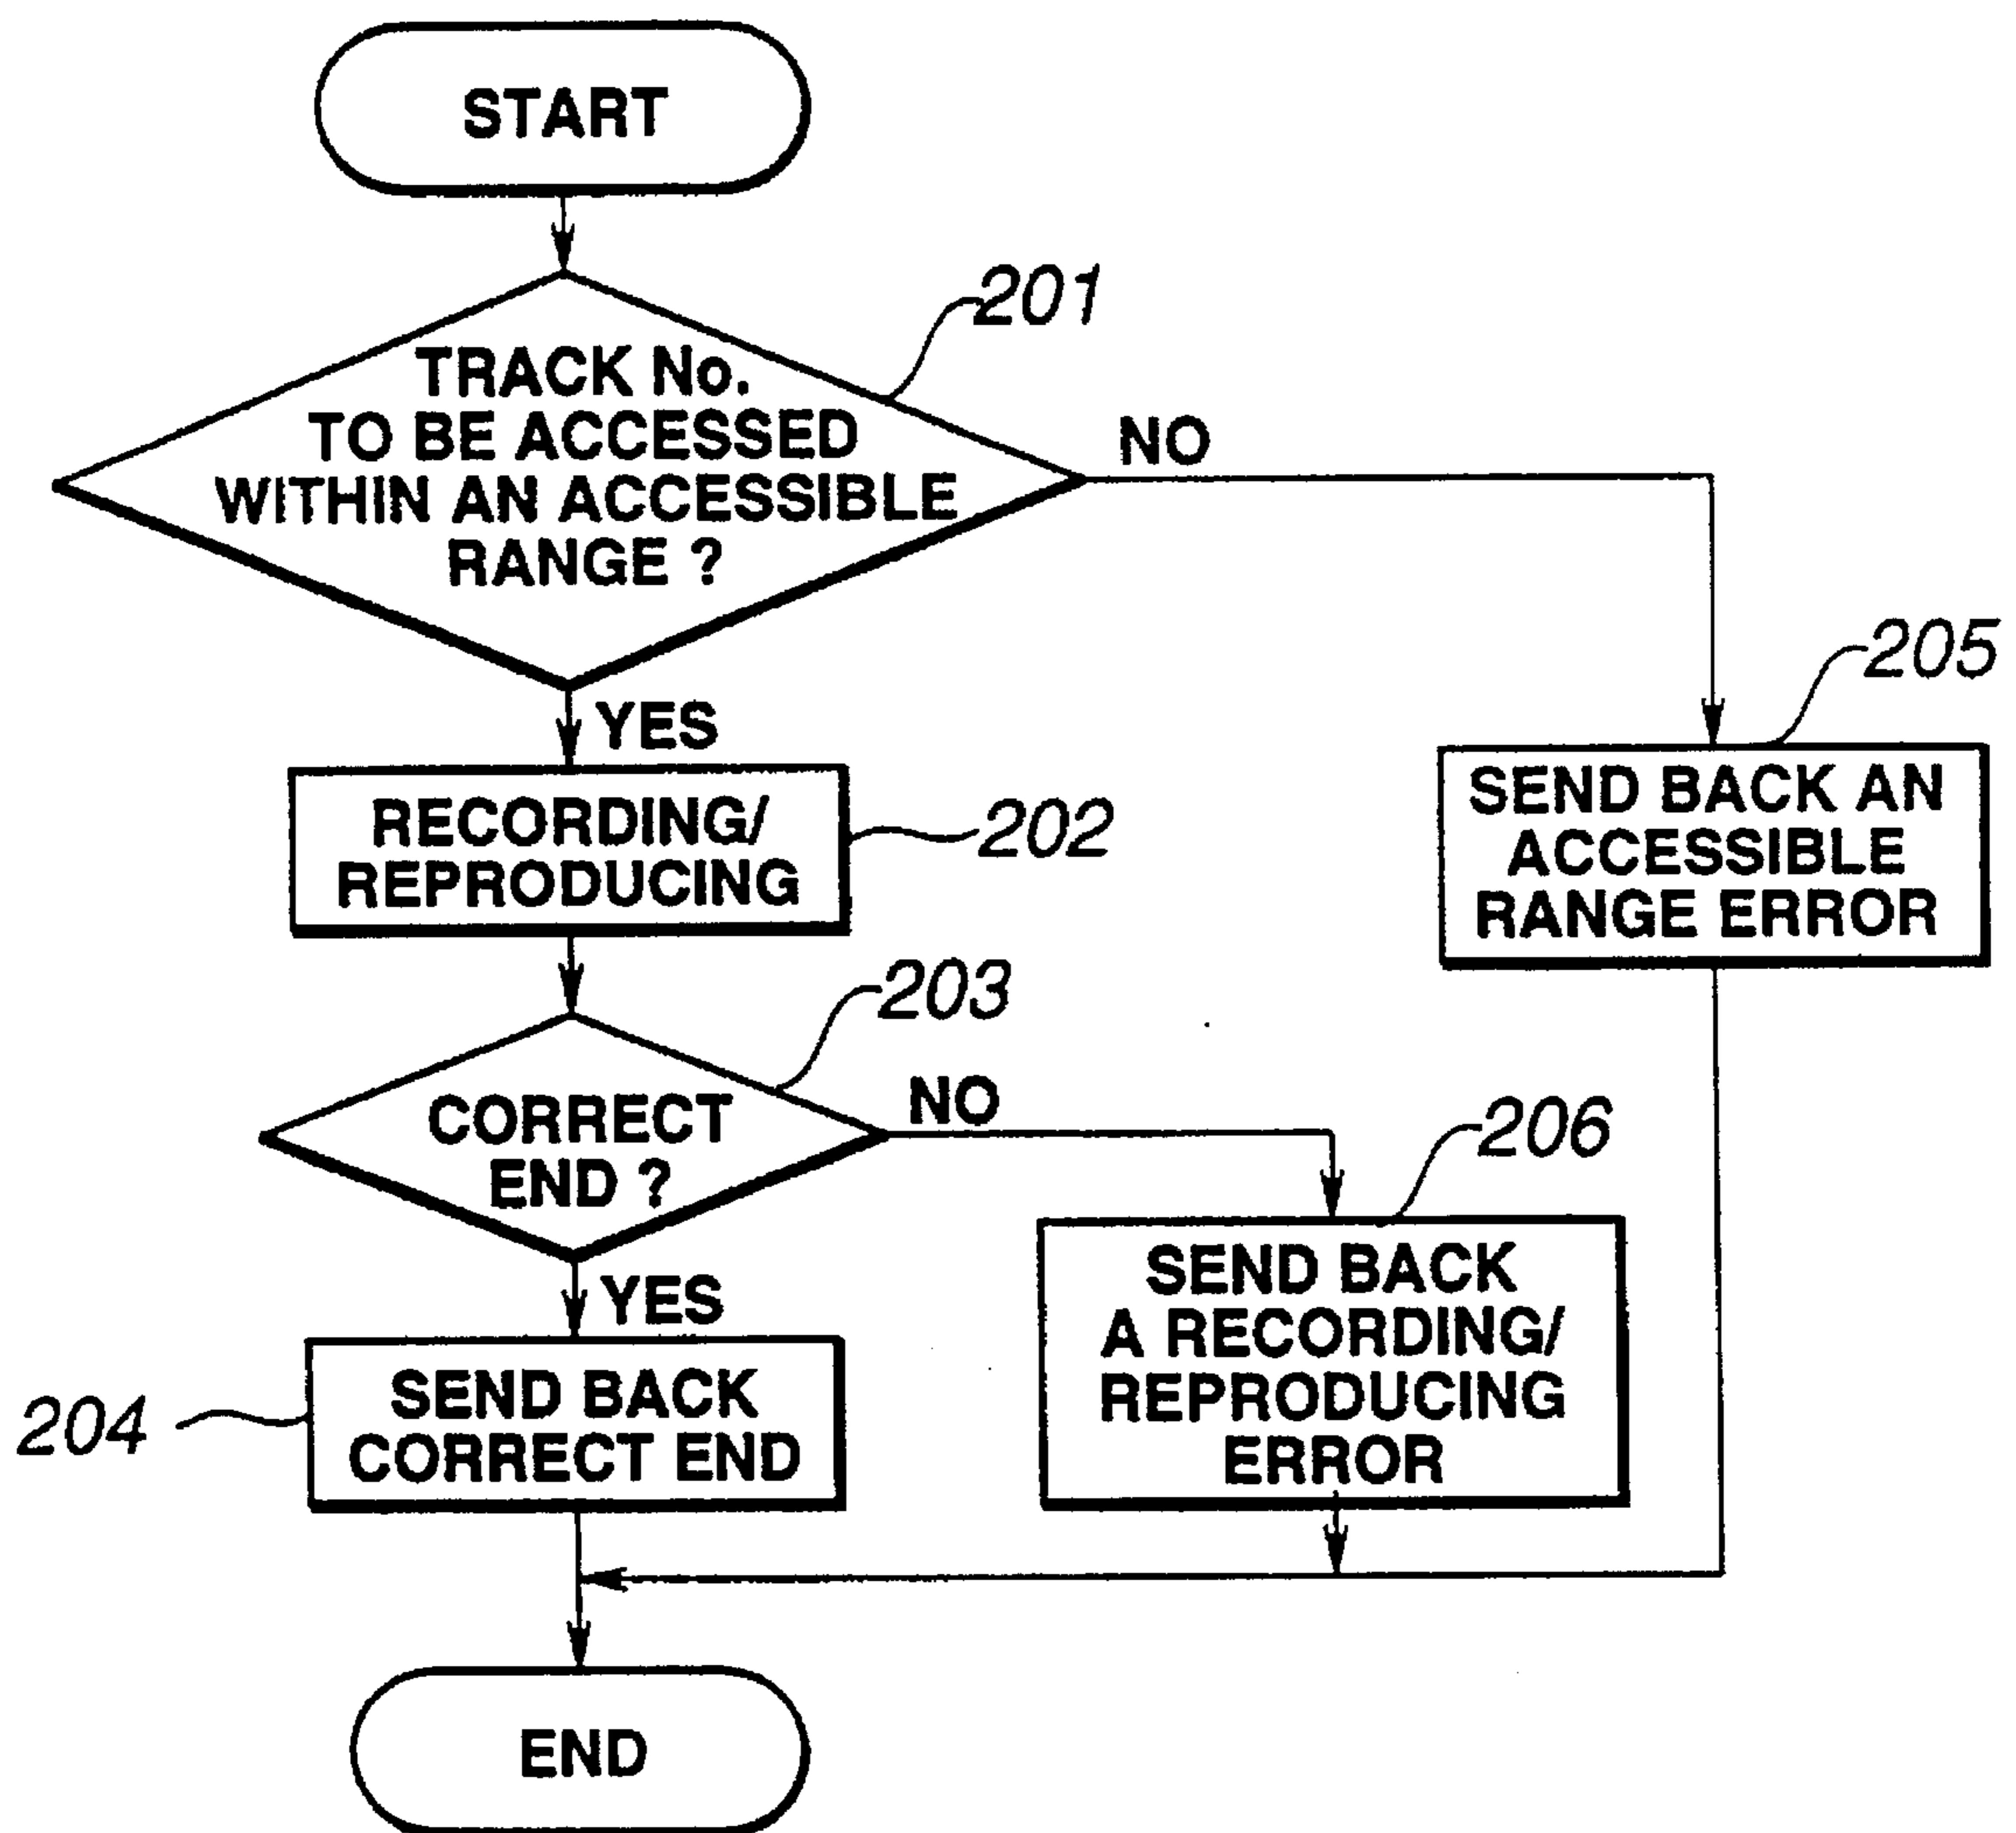 START
201
TRACK No.
TO BE ACCESSED
WITHIN AN ACCESSIBLE
RANGE ?
NO
YES
205
SEND BACK AN
ACCESSIBLE
RANGE ERROR
RECORDING/
REPRODUCING
202
203
CORRECT
END ?
NO
YES
206
SEND BACK
A RECORDING/
REPRODUCING
ERROR
204
SEND BACK
CORRECT END
END